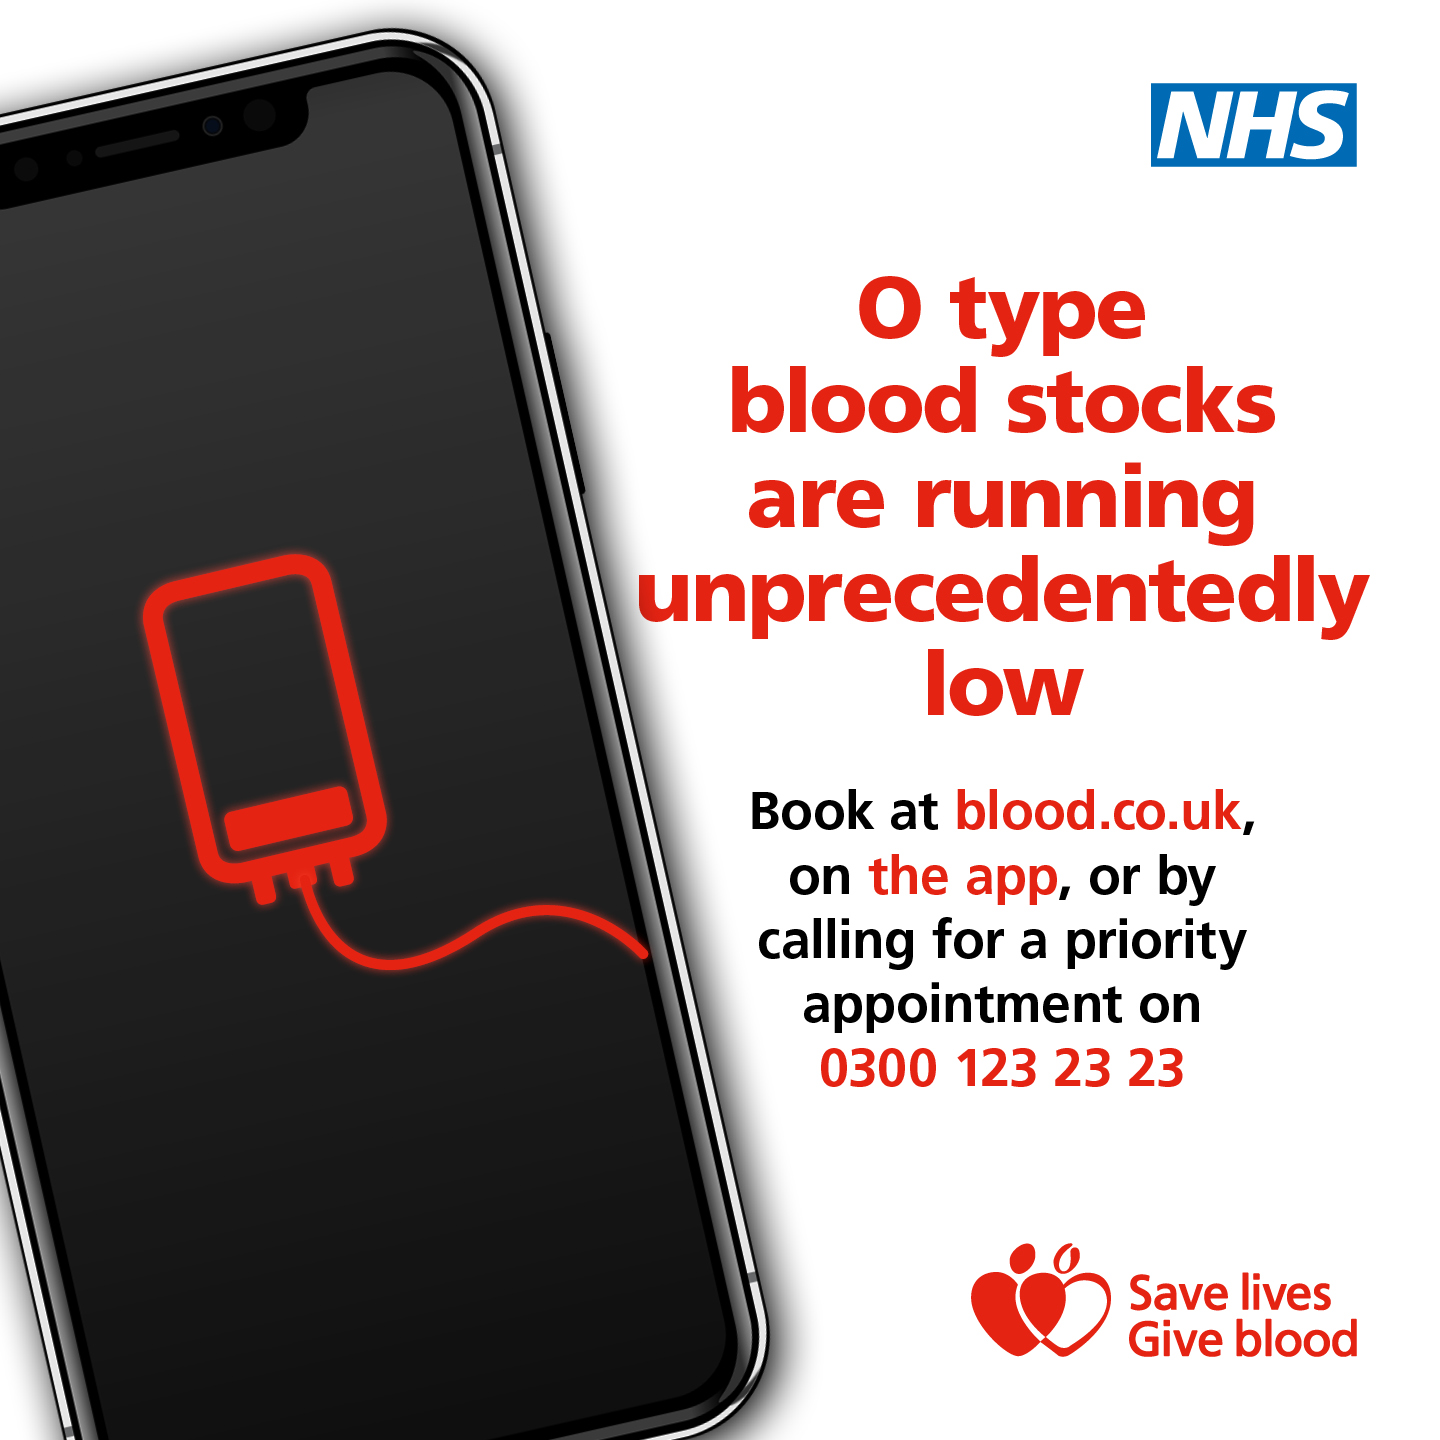 NHS
O type
blood stocks
are running
unprecedentedly
low
Book at blood.co.uk,
on the app, or by
calling for a priority
appointment on
0300 123 23 23
Save lives
Give blood